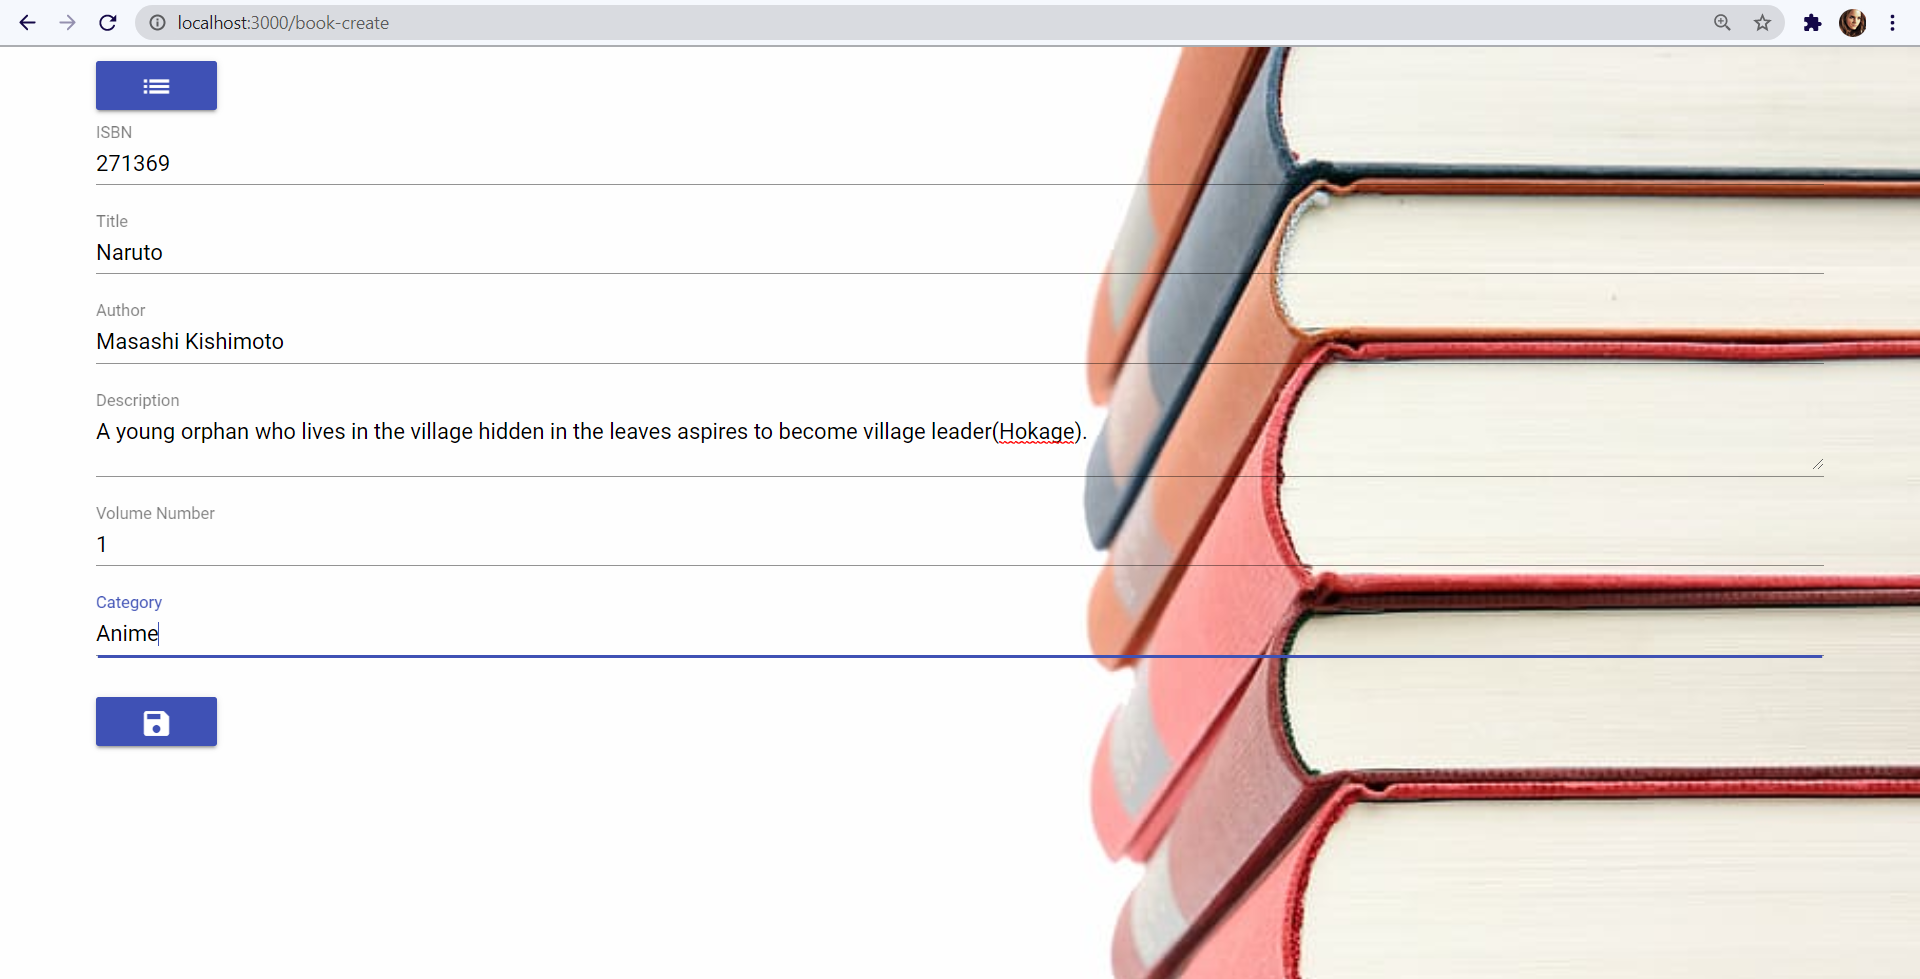 localhost:3000/book-create
ISBN
271369
Title
Naruto
Author
Masashi Kishimoto
Description
A young orphan who lives in the village hidden in the leaves aspires to become village leader(Hokage).
Volume Number
1
Category
Anime